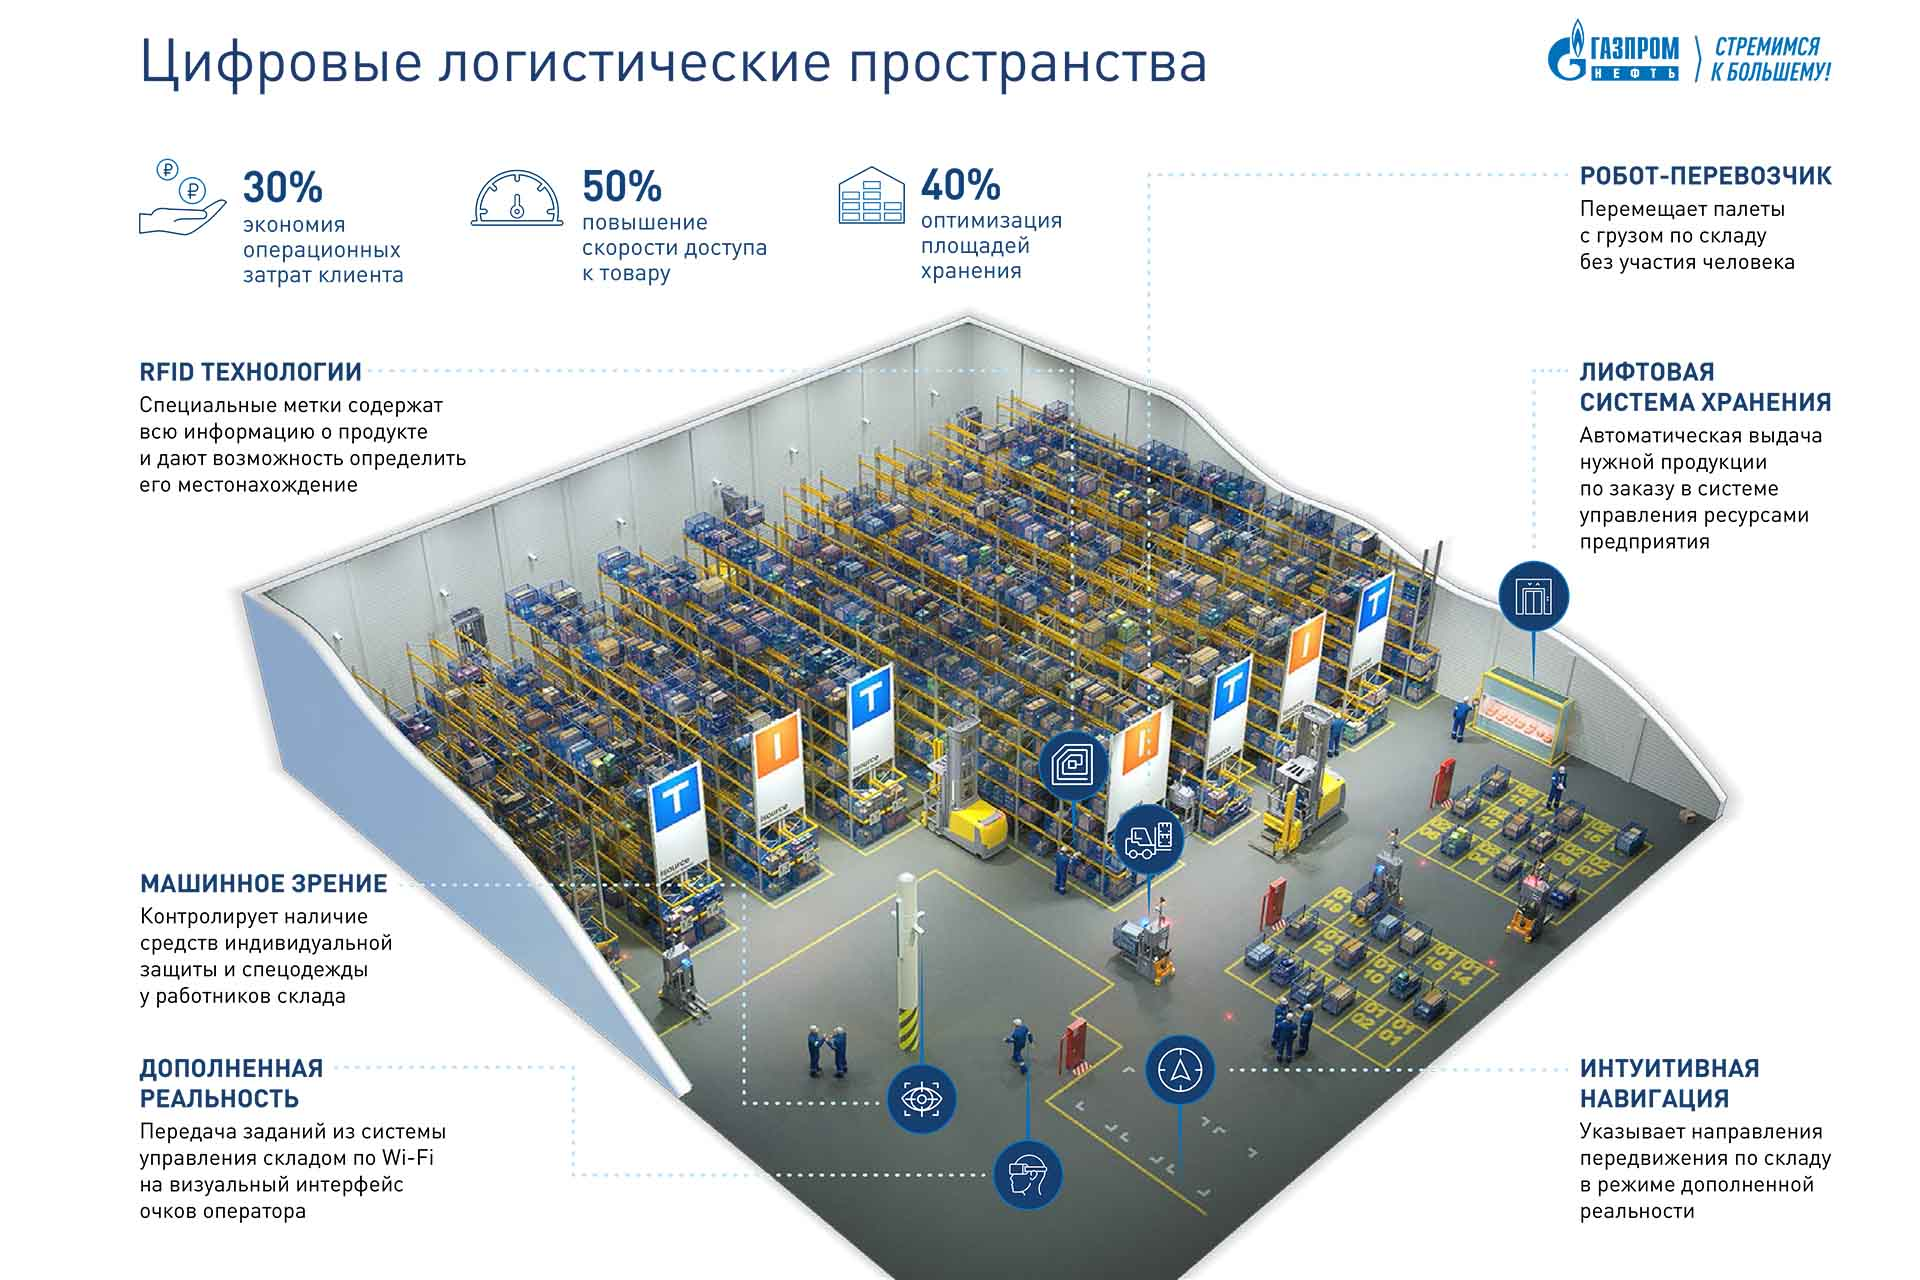 Цифровые логистические пространства
ГАЗПРОМ
НЕФТЬ
СТРЕМИМСЯ
К БОЛЬШЕМУ!
30%
экономия
операционных
затрат клиента
50%
повышение
скорости доступа
к товару
40%
оптимизация
площадей
хранения
РОБОТ-ПЕРЕВОЗЧИК
Перемещает палеты
с грузом по складу
без участия человека
RFID ТЕХНОЛОГИИ
Специальные метки содержат
всю информацию о продукте
и дают возможность определить
его местонахождение
ЛИФТОВАЯ
СИСТЕМА ХРАНЕНИЯ
Автоматическая выдача
нужной продукции
по заказу в системе
управления ресурсами
предприятия
T
I
T
I
T
I
T
МАШИННОЕ ЗРЕНИЕ
Контролирует наличие
средств индивидуальной
защиты и спецодежды
у работников склада
ДОПОЛНЕННАЯ
РЕАЛЬНОСТЬ
Передача заданий из системы
управления складом по Wi-Fi
на визуальный интерфейс
очков оператора
ИНТУИТИВНАЯ
НАВИГАЦИЯ
Указывает направления
передвижения по складу
в режиме дополненной
реальности